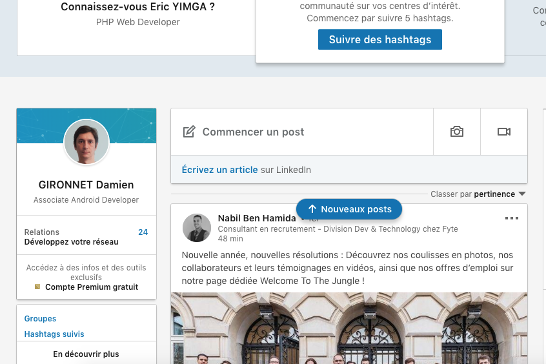 Connaissez-vous Eric YIMGA ?
PHP Web Developer
communauté sur vos centres d'intérêt.
Commencez par suivre 5 hashtags.
Suivre des hashtags
GIRONNET Damien
Associate Android Developer
Relations 24
Développez votre réseau
Accédez à des infos et des outils
exclusifs
Compte Premium gratuit
Groupes
Hashtags suivis
En découvrir plus
Commencer un post
Écrivez un article sur LinkedIn
Classer par pertinence
Nouveaux posts
Nabil Ben Hamida
Consultant en recrutement - Division Dev & Technology chez Fyte
48 min
Nouvelle année, nouvelles résolutions : Découvrez nos coulisses en photos, nos
collaborateurs et leurs témoignages en vidéos, ainsi que nos offres d'emploi sur
notre page dédiée Welcome To The Jungle !